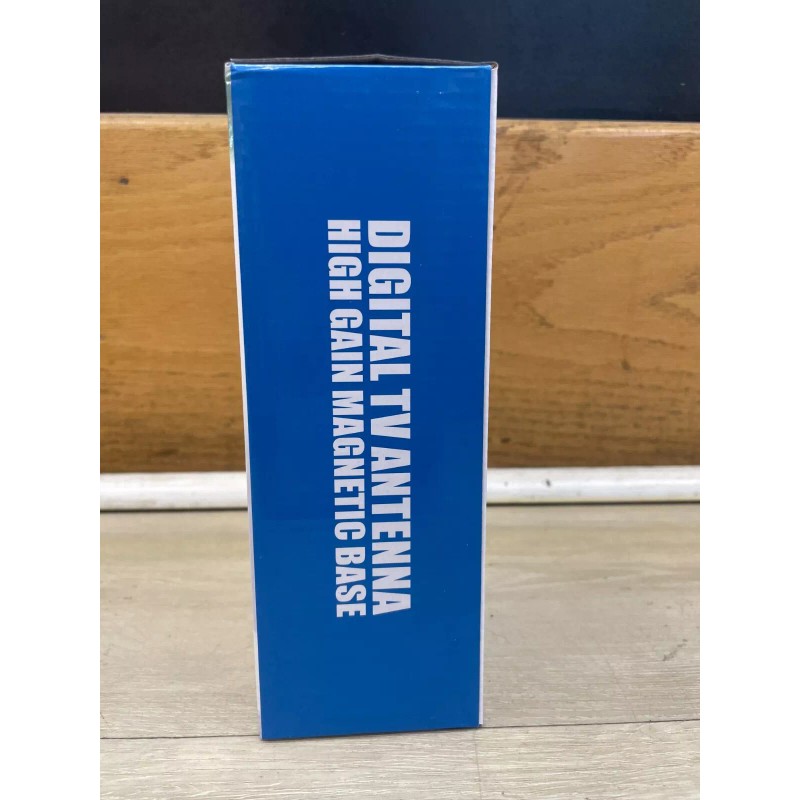 DIGITAL TV ANTENNA
HIGH GAIN MAGNETIC BASE